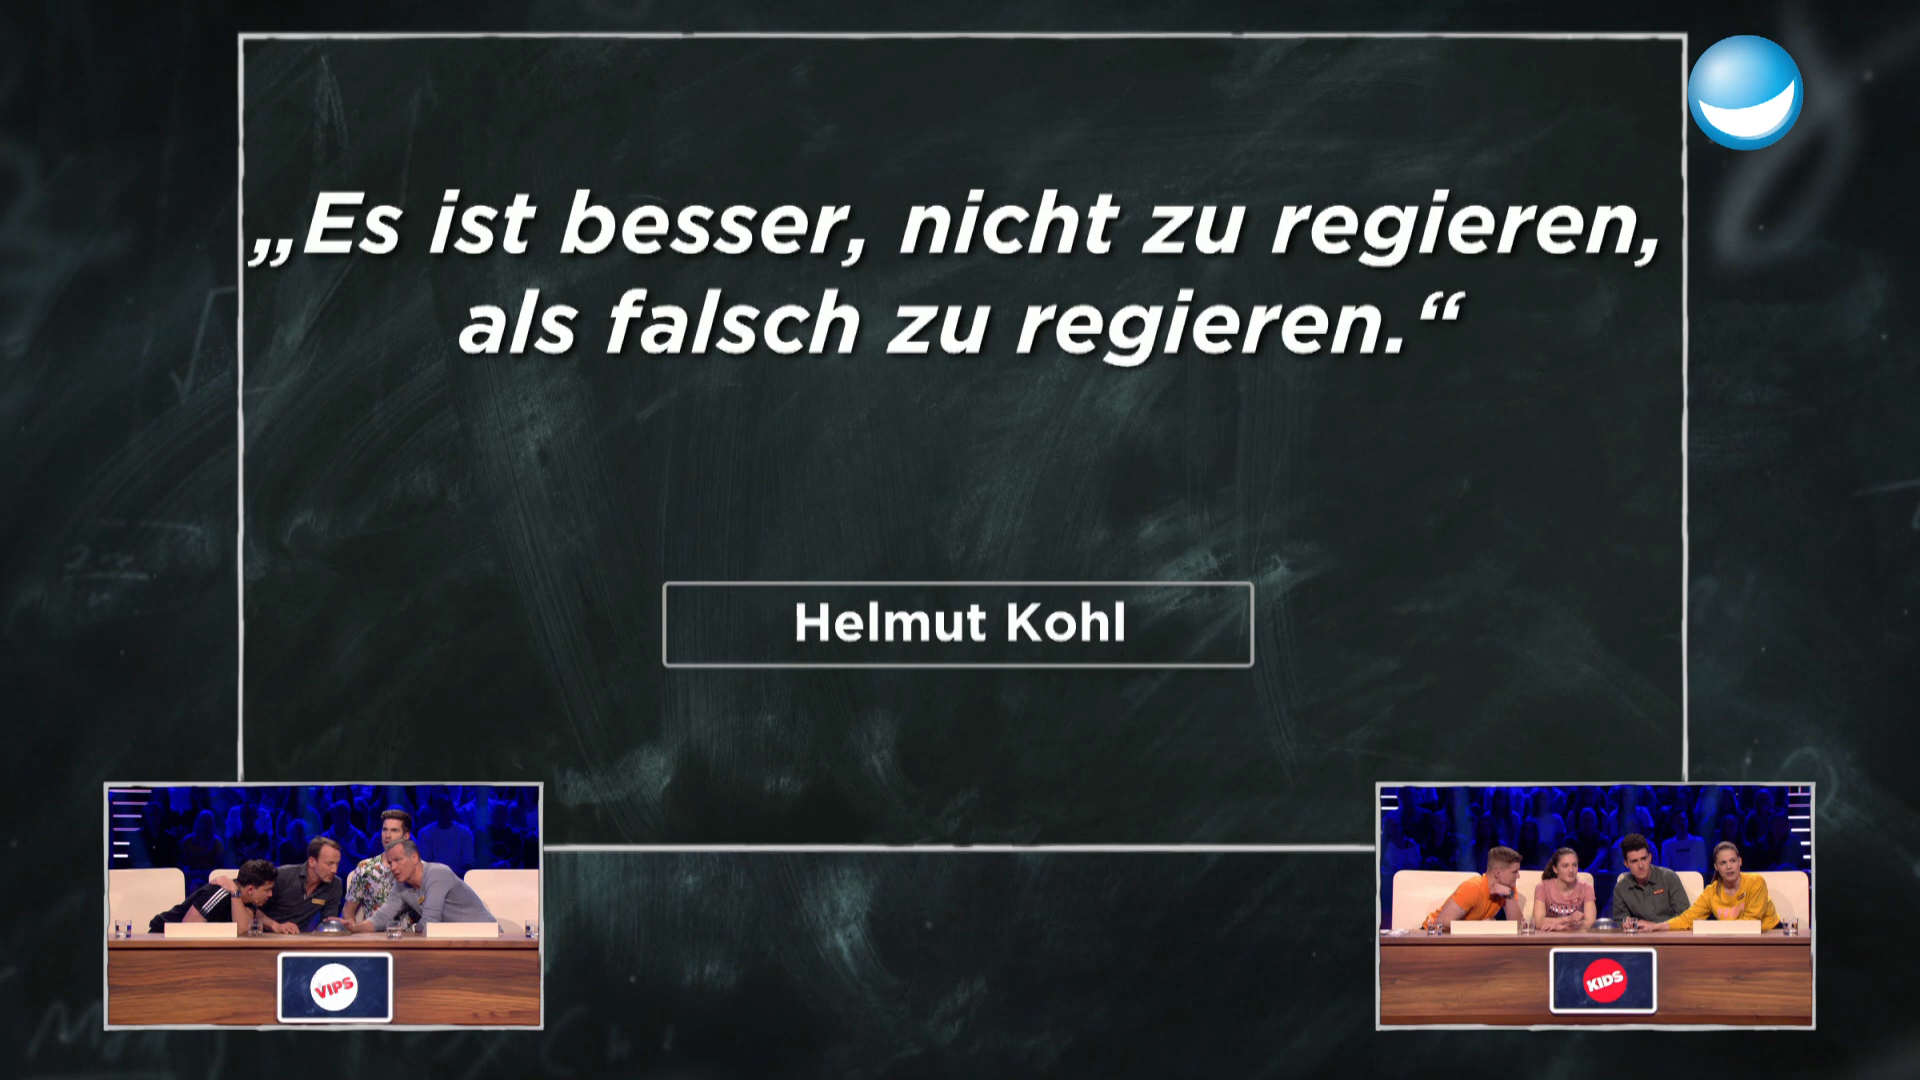 „Es ist besser, nicht zu regieren,
als falsch zu regieren.“
Helmut Kohl
VIPS
KIDS